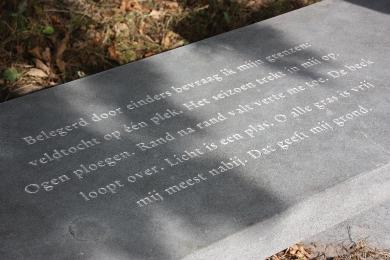 Belegerd door einders bevraag ik mijn grenzen:
veldtocht op één plek. Het seizoen trekt in mij op.
Ogen ploegen. Rand na rand valt verte me toe. De beek
loopt over. Licht is een plat. O alle gras is vrij
mij meest nabij. Dat geeft mij grond.